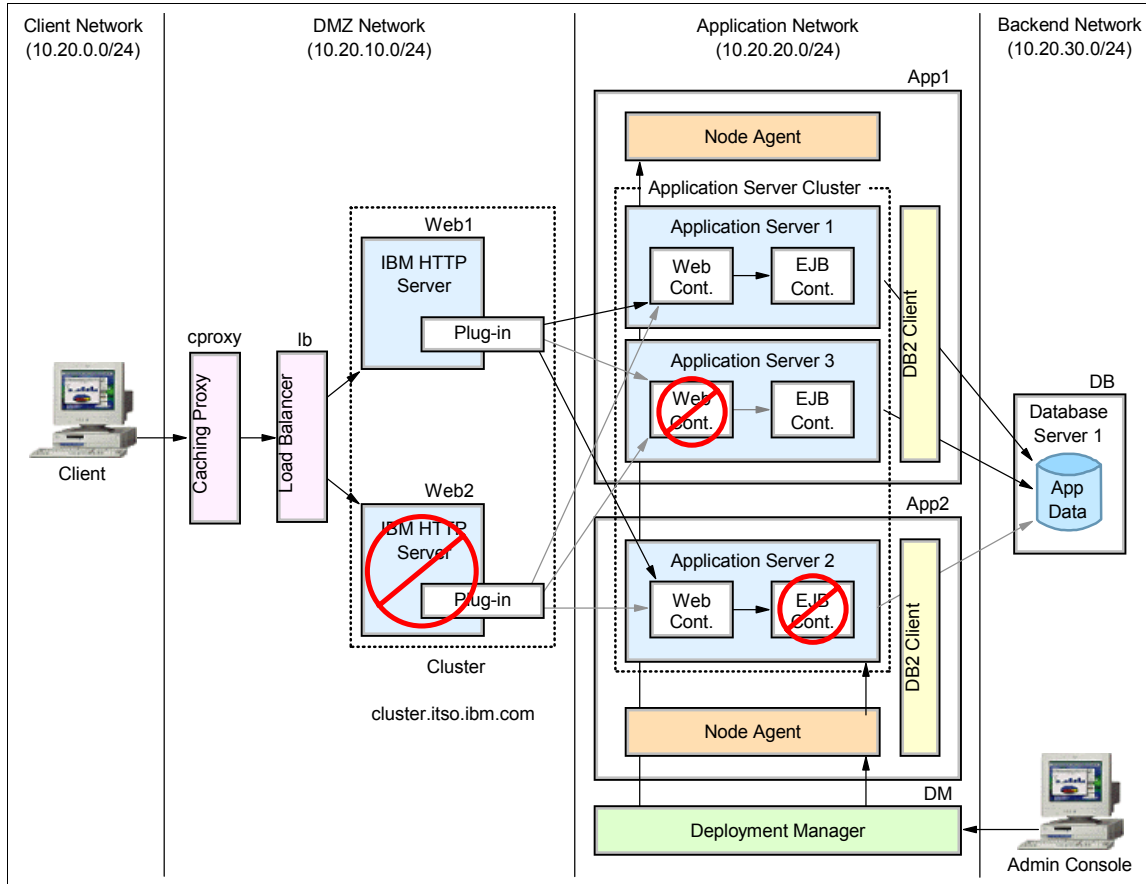 Client Network
(10.20.0.0/24)
DMZ Network
(10.20.10.0/24)
Application Network
(10.20.20.0/24)
Backend Network
(10.20.30.0/24)
App1
Node Agent
Application Server Cluster
Web1
IBM HTTP
Server
Plug-in
Application Server 1
Web
Cont.
EJB
Cont.
DB2 Client
cproxy
Caching Proxy
lb
Load Balancer
Client
Application Server 3
Web
Cont.
EJB
Cont.
DB
Database
Server 1
App
Data
Web2
IBM HTTP
Server
Plug-in
Cluster
cluster.itso.ibm.com
App2
Application Server 2
Web
Cont.
EJB
Cont.
DB2 Client
Node Agent
DM
Deployment Manager
Admin Console